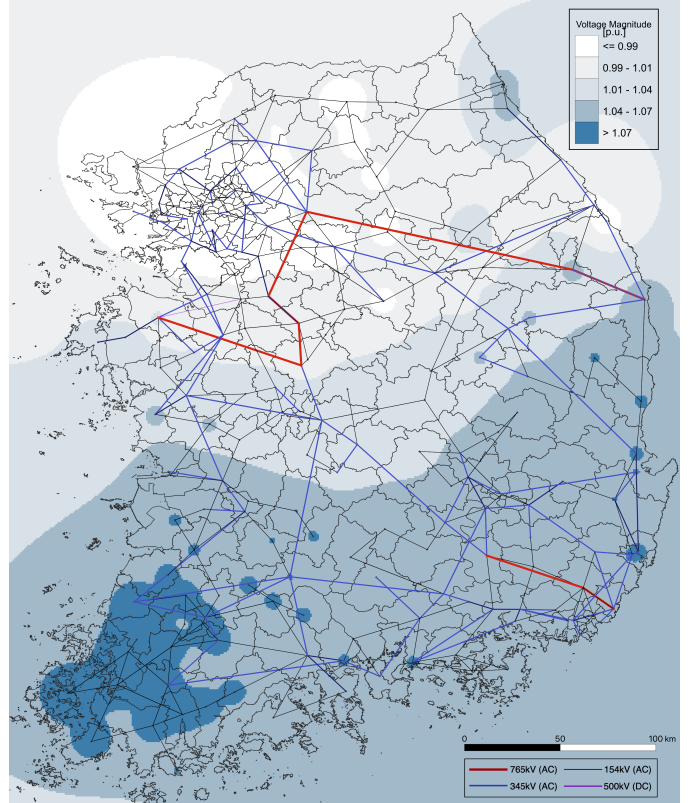 Voltage Magnitude
[p.u.]
<= 0.99
0.99 - 1.01
1.01 - 1.04
1.04 - 1.07
> 1.07
0 50 100 km
765kV (AC) 154kV (AC)
345kV (AC) 500kV (DC)